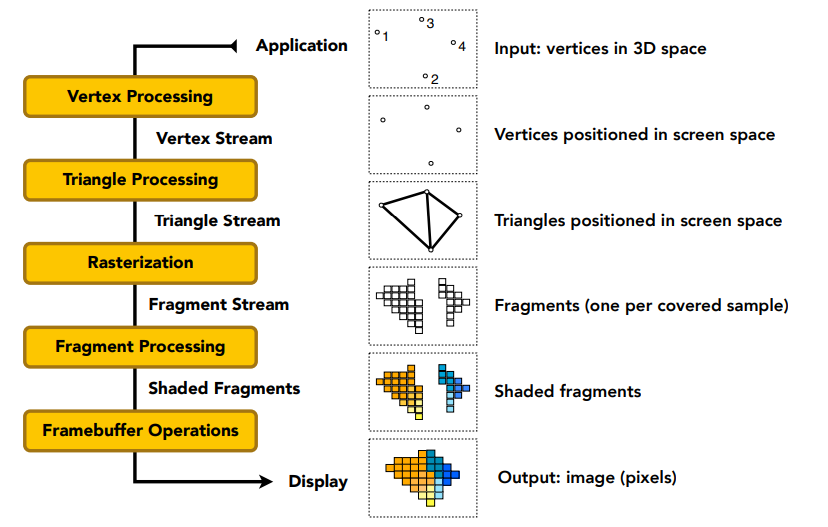 Application
1
3
4
2
Input: vertices in 3D space
Vertex Processing
Vertex Stream
Vertices positioned in screen space
Triangle Processing
Triangle Stream
Triangles positioned in screen space
Rasterization
Fragment Stream
Fragments (one per covered sample)
Fragment Processing
Shaded Fragments
Shaded fragments
Framebuffer Operations
Display
Output: image (pixels)